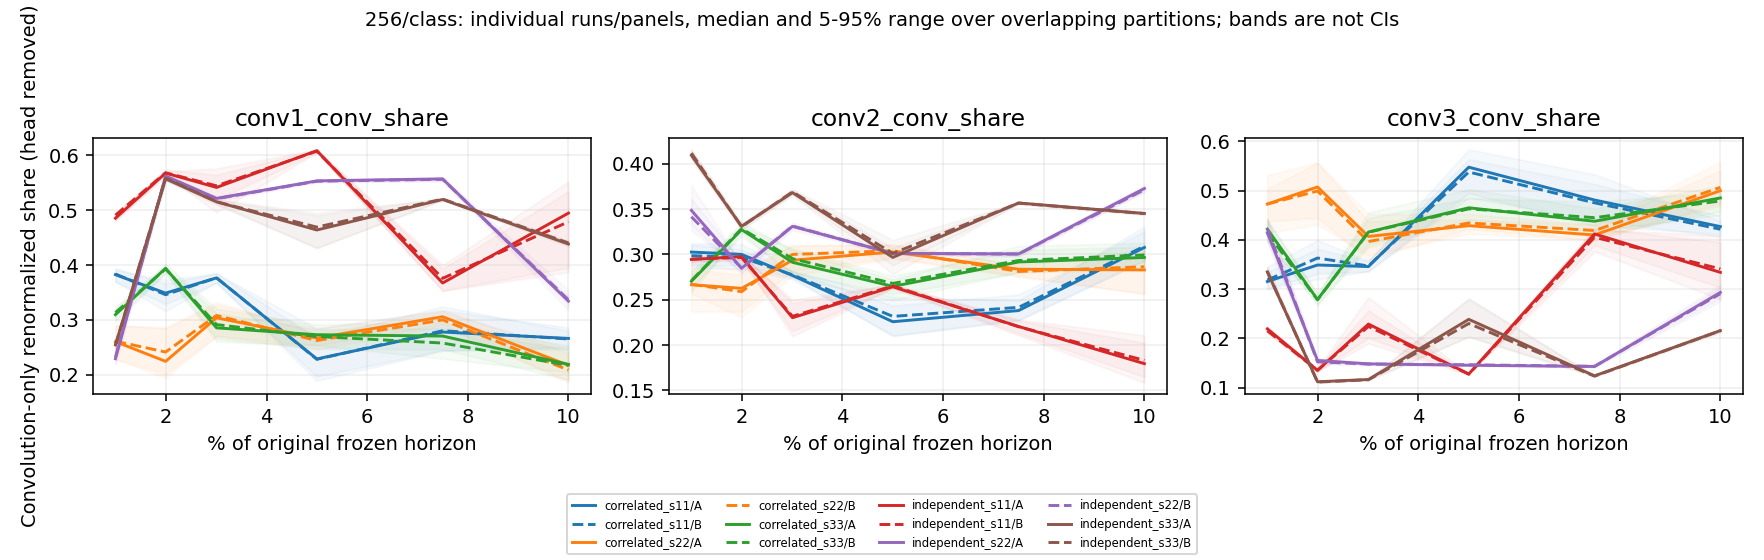 256/class: individual runs/panels, median and 5-95% range over overlapping partitions; bands are not CIs
Convolution-only renormalized share (head removed)
conv1_conv_share
0.6
0.5
0.4
0.3
0.2
2 4 6 8 10
% of original frozen horizon
conv2_conv_share
0.40
0.35
0.30
0.25
0.20
0.15
2 4 6 8 10
% of original frozen horizon
conv3_conv_share
0.6
0.5
0.4
0.3
0.2
0.1
2 4 6 8 10
% of original frozen horizon
correlated_s11/A correlated_s22/B independent_s11/A independent_s22/B
correlated_s11/B correlated_s33/A independent_s11/B independent_s33/A
correlated_s22/A correlated_s33/B independent_s22/A independent_s33/B